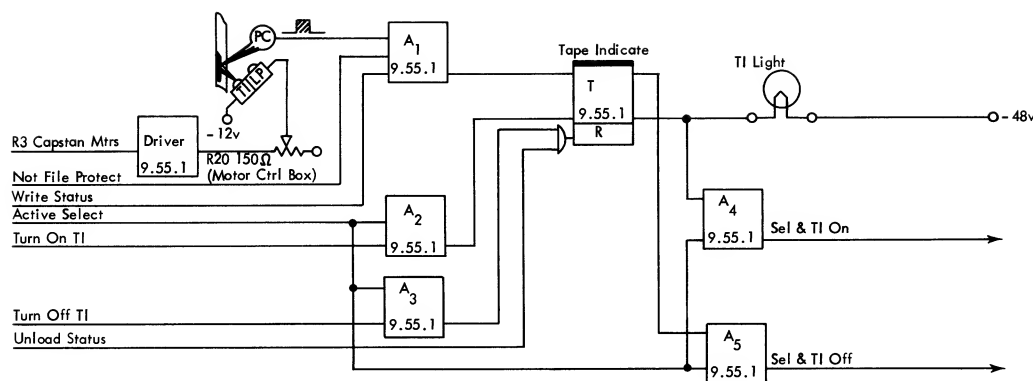 PC
TI LP
- 12v
A1
9.55.1
Tape Indicate
T
9.55.1
R
TI Light
- 48v
R3 Capstan Mtrs
Driver
9.55.1
R20 150Ω
(Motor Ctrl Box)
Not File Protect
Write Status
Active Select
Turn On TI
A2
9.55.1
A4
9.55.1
Sel & TI On
A3
9.55.1
Turn Off TI
Unload Status
A5
9.55.1
Sel & TI Off